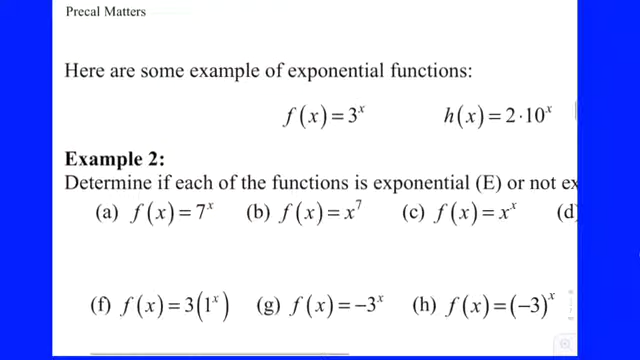 Precal Matters
Here are some example of exponential functions:
f(x) = 3^x h(x) = 2·10^x
Example 2:
Determine if each of the functions is exponential (E) or not ex
(a) f(x) = 7^x (b) f(x) = x^7 (c) f(x) = x^x (d)
(f) f(x) = 3(1^x) (g) f(x) = −3^x (h) f(x) = (−3)^x